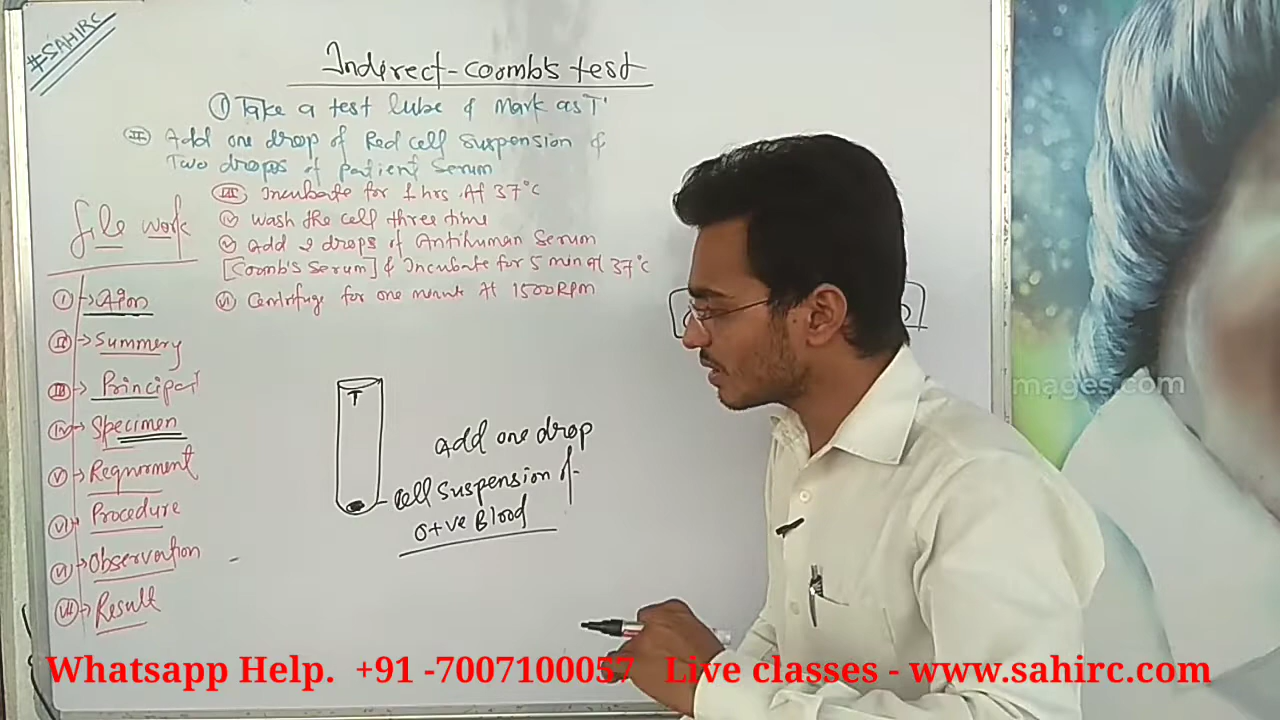 #SAHIRC
Indirect-Coomb's test
① Take a test tube & Mark as 'T'
II Add one drop of Red cell suspension &
Two drops of patient Serum
III Incubate for 1 hrs At 37°C
IV Wash the cell three time
V Add 2 drops of Antihuman Serum
[Coomb's Serum] & Incubate for 5 min At 37°C
VI Centrifuge for one minute At 1500 Rpm
file work
I → Aim
II → Summery
III → Principal
IV → Specimen
V → Requirment
VI → Procedure
VI → Observation
VII → Result
T
Add one drop
Cell suspension of
O+ve Blood
mages.com
Whatsapp Help. +91 -7007100057 Live classes - www.sahirc.com